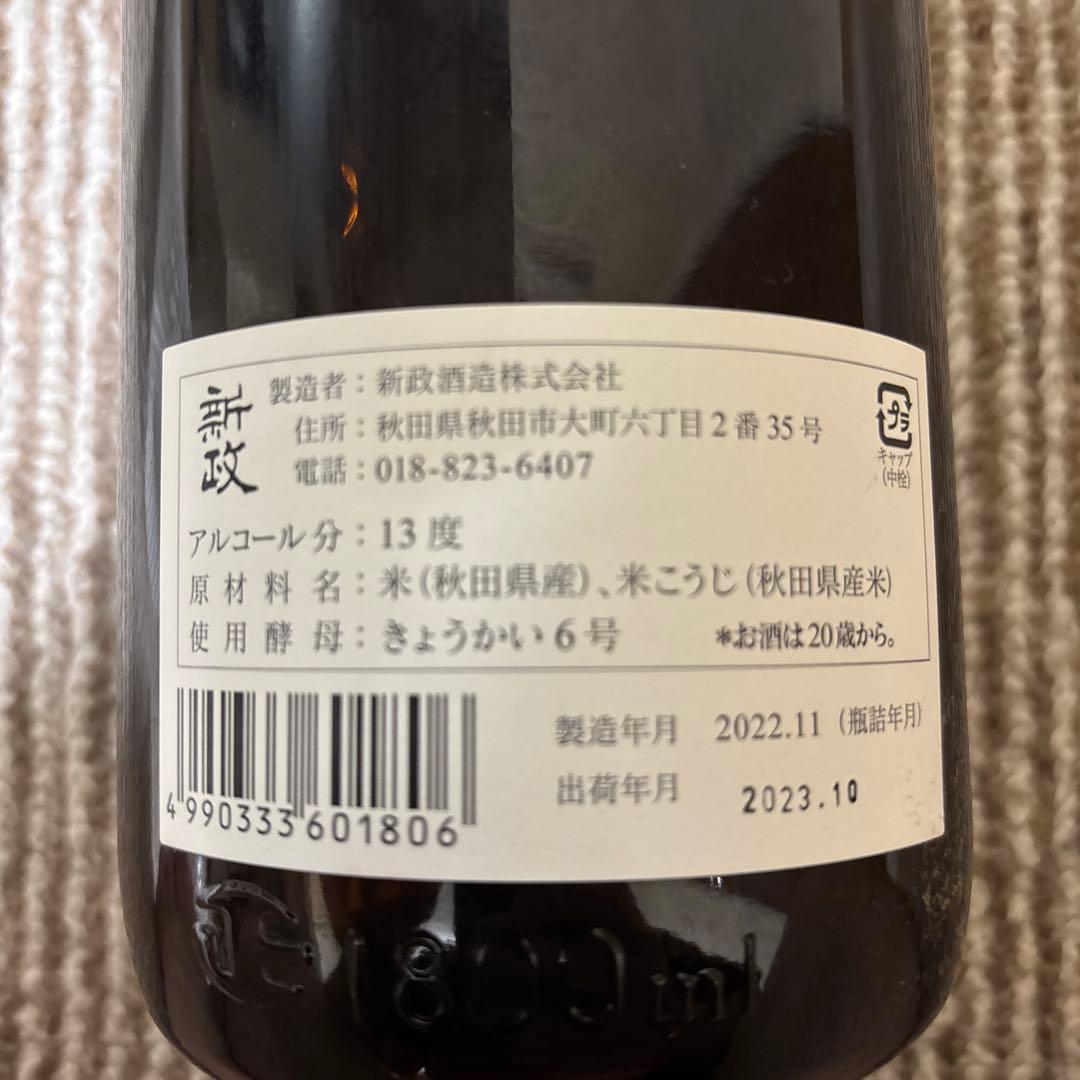 新政
製造者：新政酒造株式会社
住所：秋田県秋田市大町六丁目2番35号
電話：018-823-6407
プラ
キャップ
(中栓)
アルコール分：13度
原材料名：米（秋田県産）、米こうじ（秋田県産米）
使用酵母：きょうかい6号
*お酒は20歳から。
4 990333 601806
製造年月 2022.11（瓶詰年月）
出荷年月 2023.10
正 1800ml